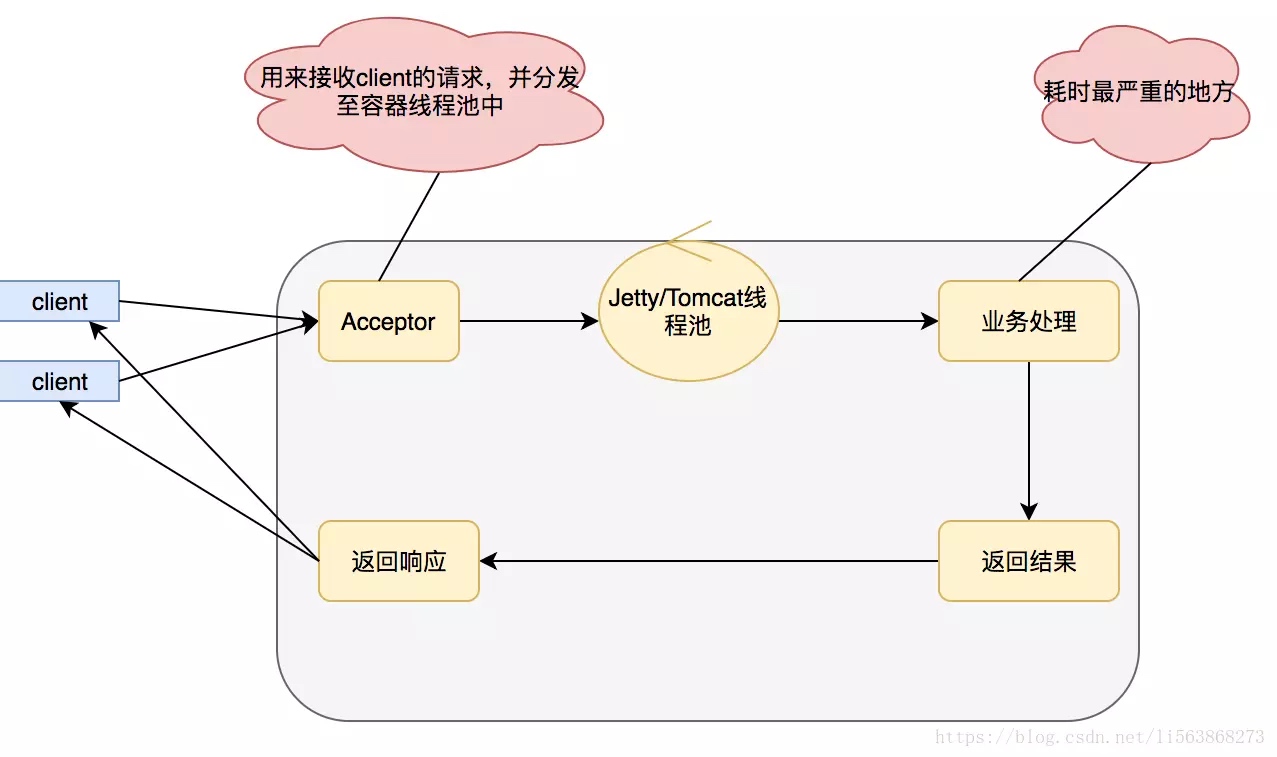 用来接收client的请求，并分发
至容器线程池中
耗时最严重的地方
client
client
Acceptor
Jetty/Tomcat线
程池
业务处理
返回响应
返回结果
https://blog.csdn.net/li563868273